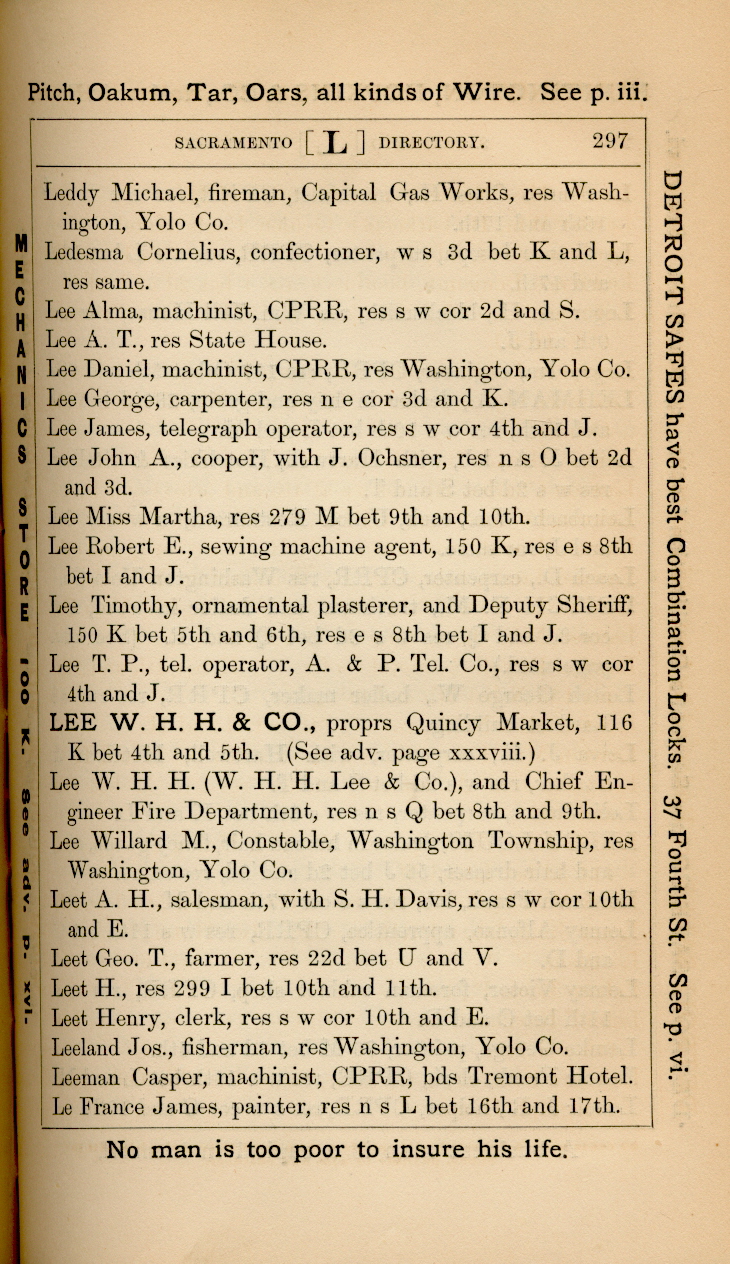 Pitch, Oakum, Tar, Oars, all kinds of Wire. See p. iii.
SACRAMENTO [ L ] DIRECTORY. 297
Leddy Michael, fireman, Capital Gas Works, res Wash-
ington, Yolo Co.
Ledesma Cornelius, confectioner, w s 3d bet K and L,
res same.
Lee Alma, machinist, CPRR, res s w cor 2d and S.
Lee A. T., res State House.
Lee Daniel, machinist, CPRR, res Washington, Yolo Co.
Lee George, carpenter, res n e cor 3d and K.
Lee James, telegraph operator, res s w cor 4th and J.
Lee John A., cooper, with J. Ochsner, res n s O bet 2d
and 3d.
Lee Miss Martha, res 279 M bet 9th and 10th.
Lee Robert E., sewing machine agent, 150 K, res e s 8th
bet I and J.
Lee Timothy, ornamental plasterer, and Deputy Sheriff,
150 K bet 5th and 6th, res e s 8th bet I and J.
Lee T. P., tel. operator, A. & P. Tel. Co., res s w cor
4th and J.
LEE W. H. H. & CO., proprs Quincy Market, 116
K bet 4th and 5th. (See adv. page xxxviii.)
Lee W. H. H. (W. H. H. Lee & Co.), and Chief En-
gineer Fire Department, res n s Q bet 8th and 9th.
Lee Willard M., Constable, Washington Township, res
Washington, Yolo Co.
Leet A. H., salesman, with S. H. Davis, res s w cor 10th
and E.
Leet Geo. T., farmer, res 22d bet U and V.
Leet H., res 299 I bet 10th and 11th.
Leet Henry, clerk, res s w cor 10th and E.
Leeland Jos., fisherman, res Washington, Yolo Co.
Leeman Casper, machinist, CPRR, bds Tremont Hotel.
Le France James, painter, res n s L bet 16th and 17th.
No man is too poor to insure his life.
MECHANICS STORE 100 K. See adv. p. xvi.
DETROIT SAFES have best Combination Locks. 37 Fourth St. See p. vi.